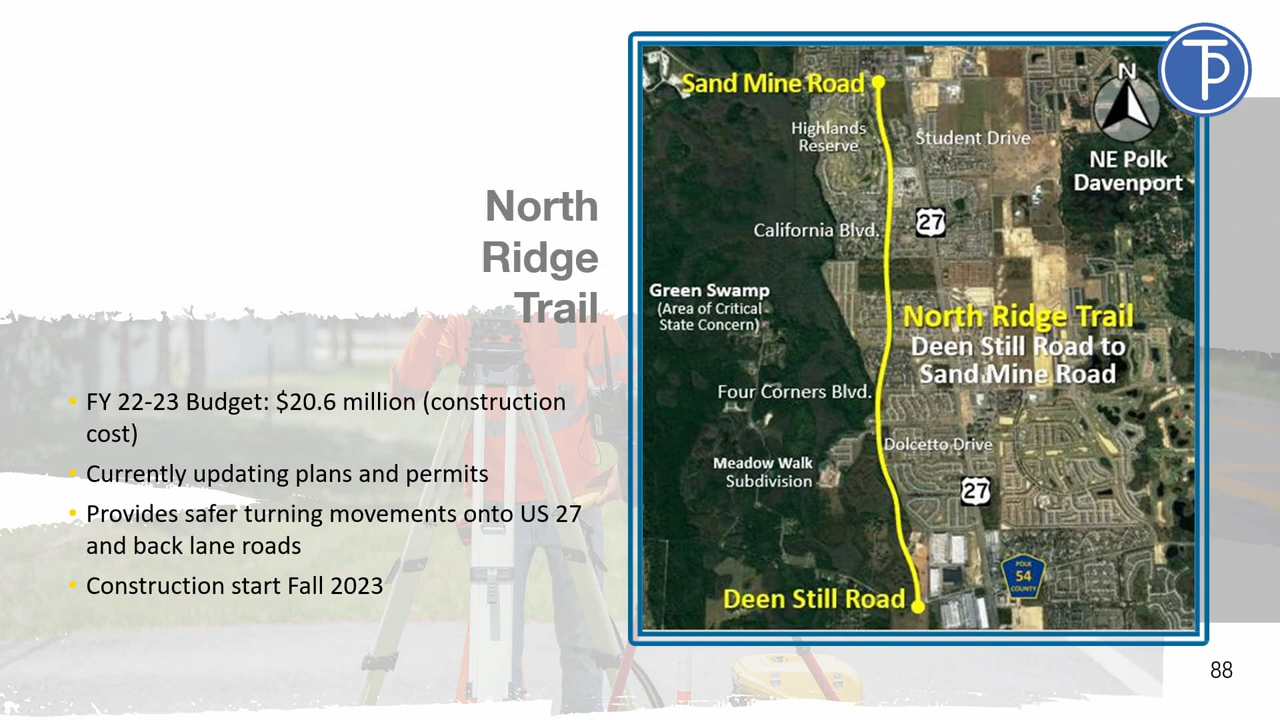 North
Ridge
Trail
• FY 22-23 Budget: $20.6 million (construction
cost)
• Currently updating plans and permits
• Provides safer turning movements onto US 27
and back lane roads
• Construction start Fall 2023
TP
Sand Mine Road
N
Highlands
Reserve
Student Drive
NE Polk
Davenport
California Blvd.
27
Green Swamp
(Area of Critical
State Concern)
North Ridge Trail
Deen Still Road to
Sand Mine Road
Four Corners Blvd.
Dolcetto Drive
Meadow Walk
Subdivision
27
POLK
54
COUNTY
Deen Still Road
88